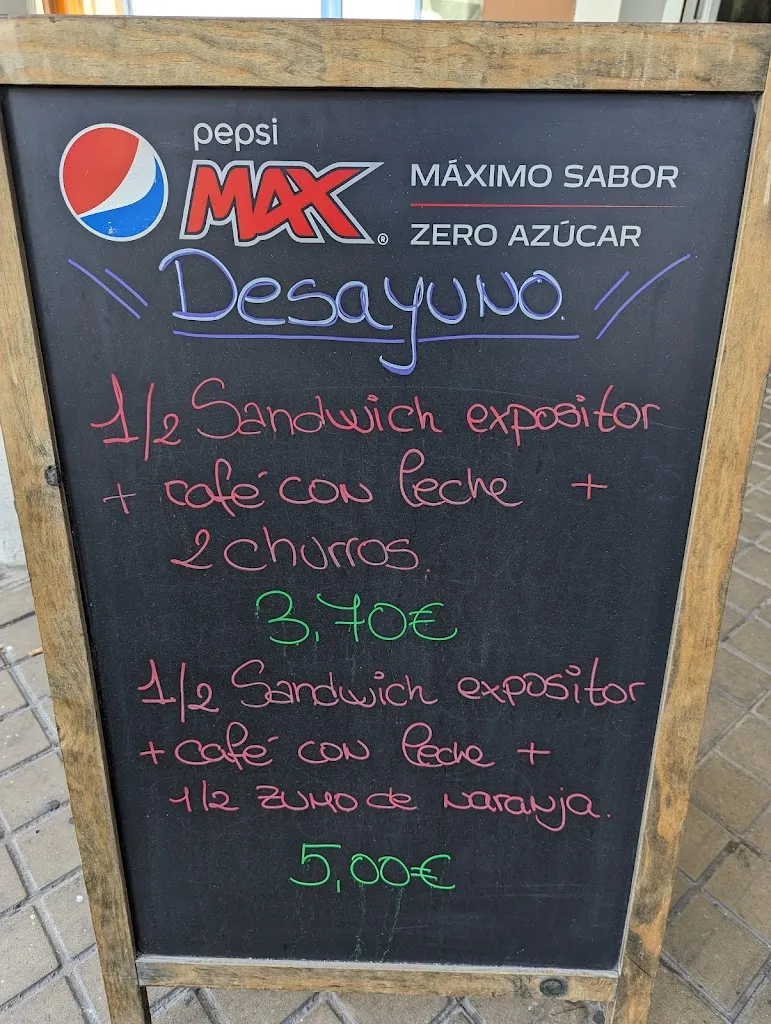 pepsi
MAX®
MÁXIMO SABOR
ZERO AZÚCAR
Desayuno.
1/2 Sandwich expositor
+ café con leche +
2 churros.
3,70€
1/2 Sandwich expositor
+ café con leche +
1/2 zumo de naranja.
5,00€